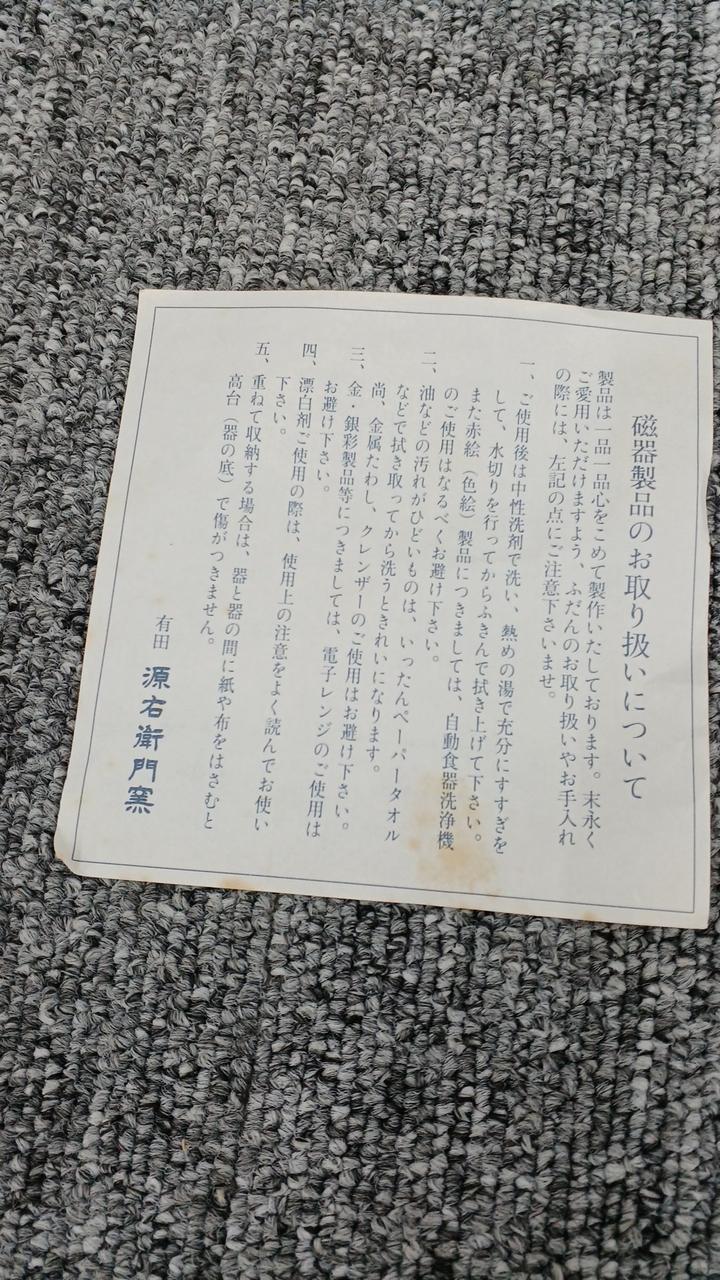 磁器製品のお取り扱いについて
製品は一品一品心をこめて製作いたしております。末永く
ご愛用いただけますよう、ふだんのお取り扱いやお手入れ
の際には、左記の点にご注意下さいませ。
一、ご使用後は中性洗剤で洗い、熱めの湯で充分にすすぎを
して、水切りを行ってからふきんで拭き上げて下さい。
また赤絵（色絵）製品につきましては、自動食器洗浄機
のご使用はなるべくお避け下さい。
二、油などの汚れがひどいものは、いったんペーパータオル
などで拭き取ってから洗うときれいになります。
尚、金属たわし、クレンザーのご使用はお避け下さい。
三、金・銀彩製品等につきましては、電子レンジのご使用は
お避け下さい。
四、漂白剤ご使用の際は、使用上の注意をよく読んでお使い
下さい。
五、重ねて収納する場合は、器と器の間に紙や布をはさむと
高台（器の底）で傷がつきません。
有田 源右衛門窯